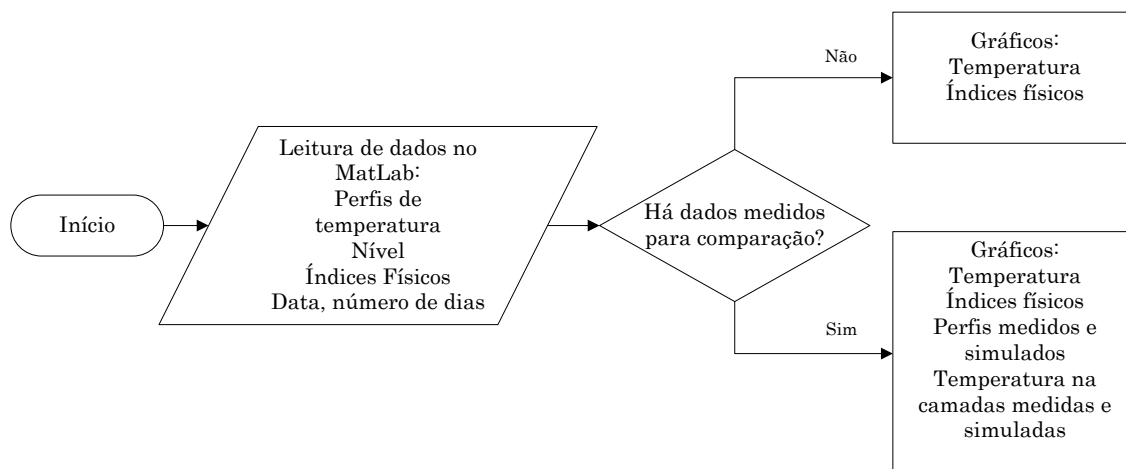 Início
Leitura de dados no
MatLab:
Perfis de
temperatura
Nível
Índices Físicos
Data, número de dias
Há dados medidos
para comparação?
Não
Gráficos:
Temperatura
Índices físicos
Sim
Gráficos:
Temperatura
Índices físicos
Perfis medidos e
simulados
Temperatura na
camadas medidas e
simuladas